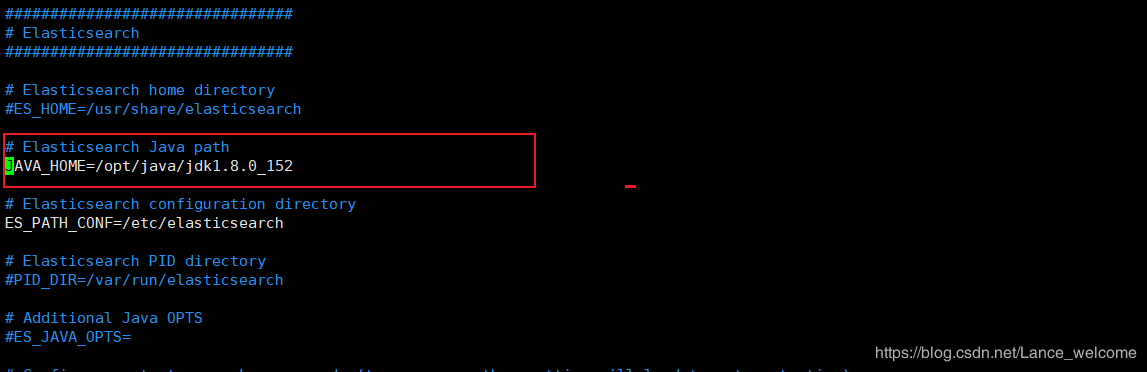 ################################
# Elasticsearch
################################
# Elasticsearch home directory
#ES_HOME=/usr/share/elasticsearch
# Elasticsearch Java path
JAVA_HOME=/opt/java/jdk1.8.0_152
# Elasticsearch configuration directory
ES_PATH_CONF=/etc/elasticsearch
# Elasticsearch PID directory
#PID_DIR=/var/run/elasticsearch
# Additional Java OPTS
#ES_JAVA_OPTS=
https://blog.csdn.net/Lance_welcome